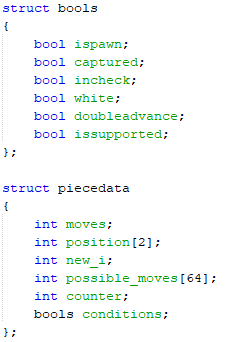 struct bools
{
    bool ispawn;
    bool captured;
    bool incheck;
    bool white;
    bool doubleadvance;
    bool issupported;
};

struct piecedata
{
    int moves;
    int position[2];
    int new_i;
    int possible_moves[64];
    int counter;
    bools conditions;
};